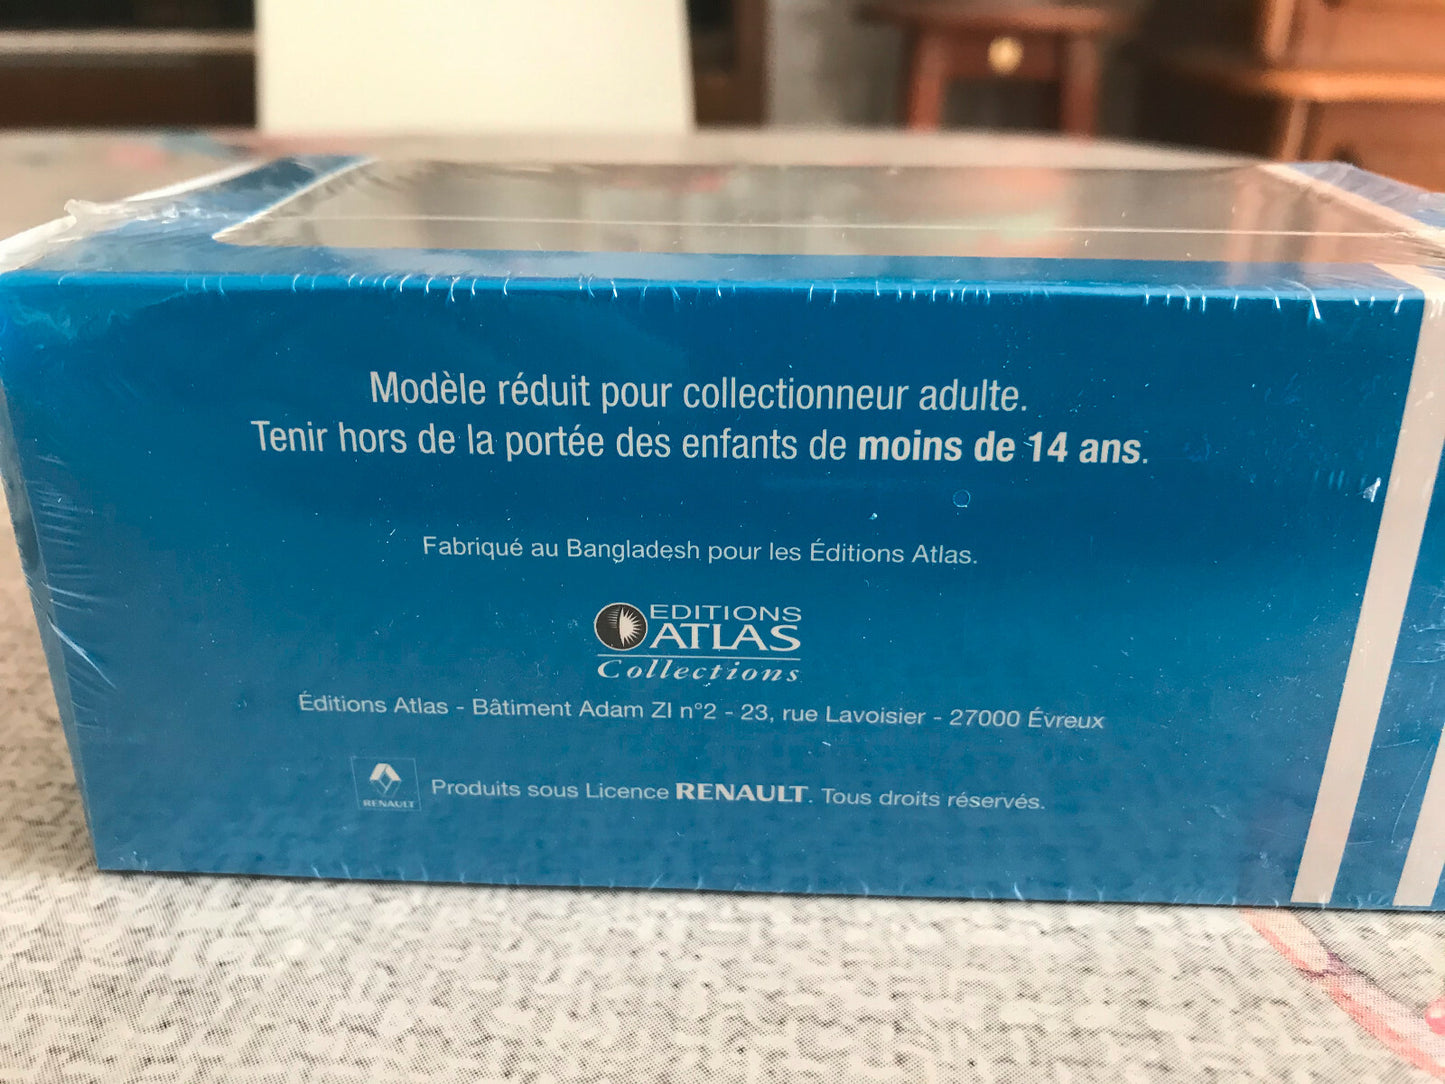 Modèle réduit pour collectionneur adulte.
Tenir hors de la portée des enfants de moins de 14 ans.
Fabriqué au Bangladesh pour les Éditions Atlas.
EDITIONS
ATLAS
Collections
Éditions Atlas - Bâtiment Adam ZI n°2 - 23, rue Lavoisier - 27000 Évreux
RENAULT
Produits sous Licence RENAULT. Tous droits réservés.